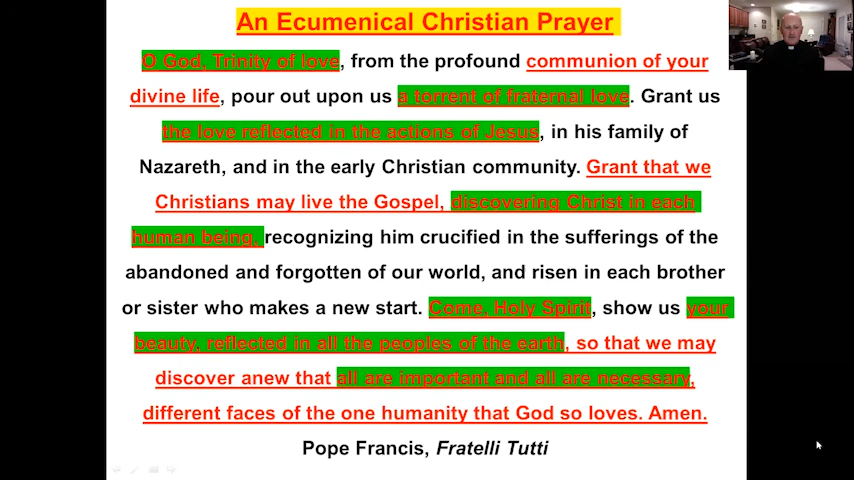 An Ecumenical Christian Prayer
O God, Trinity of love, from the profound communion of your
divine life, pour out upon us a torrent of fraternal love. Grant us
the love reflected in the actions of Jesus, in his family of
Nazareth, and in the early Christian community. Grant that we
Christians may live the Gospel, discovering Christ in each
human being, recognizing him crucified in the sufferings of the
abandoned and forgotten of our world, and risen in each brother
or sister who makes a new start. Come, Holy Spirit, show us your
beauty, reflected in all the peoples of the earth, so that we may
discover anew that all are important and all are necessary,
different faces of the one humanity that God so loves. Amen.
Pope Francis, Fratelli Tutti